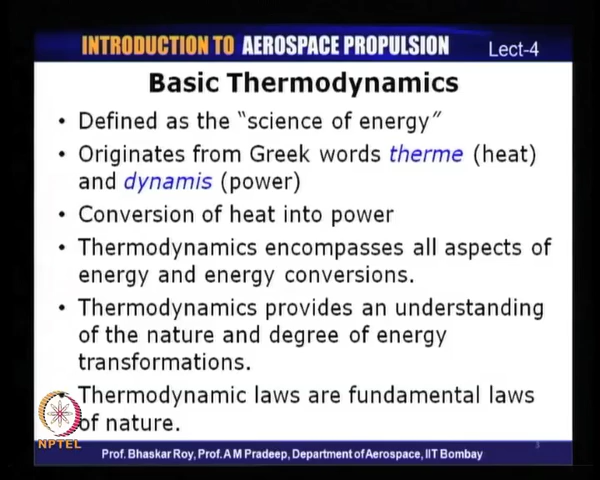 INTRODUCTION TO AEROSPACE PROPULSION Lect-4
Basic Thermodynamics
• Defined as the “science of energy”
• Originates from Greek words therme (heat)
and dynamis (power)
• Conversion of heat into power
• Thermodynamics encompasses all aspects of
energy and energy conversions.
• Thermodynamics provides an understanding
of the nature and degree of energy
transformations.
Thermodynamic laws are fundamental laws
of nature.
NPTEL
3
Prof. Bhaskar Roy, Prof. A M Pradeep, Department of Aerospace, IIT Bombay